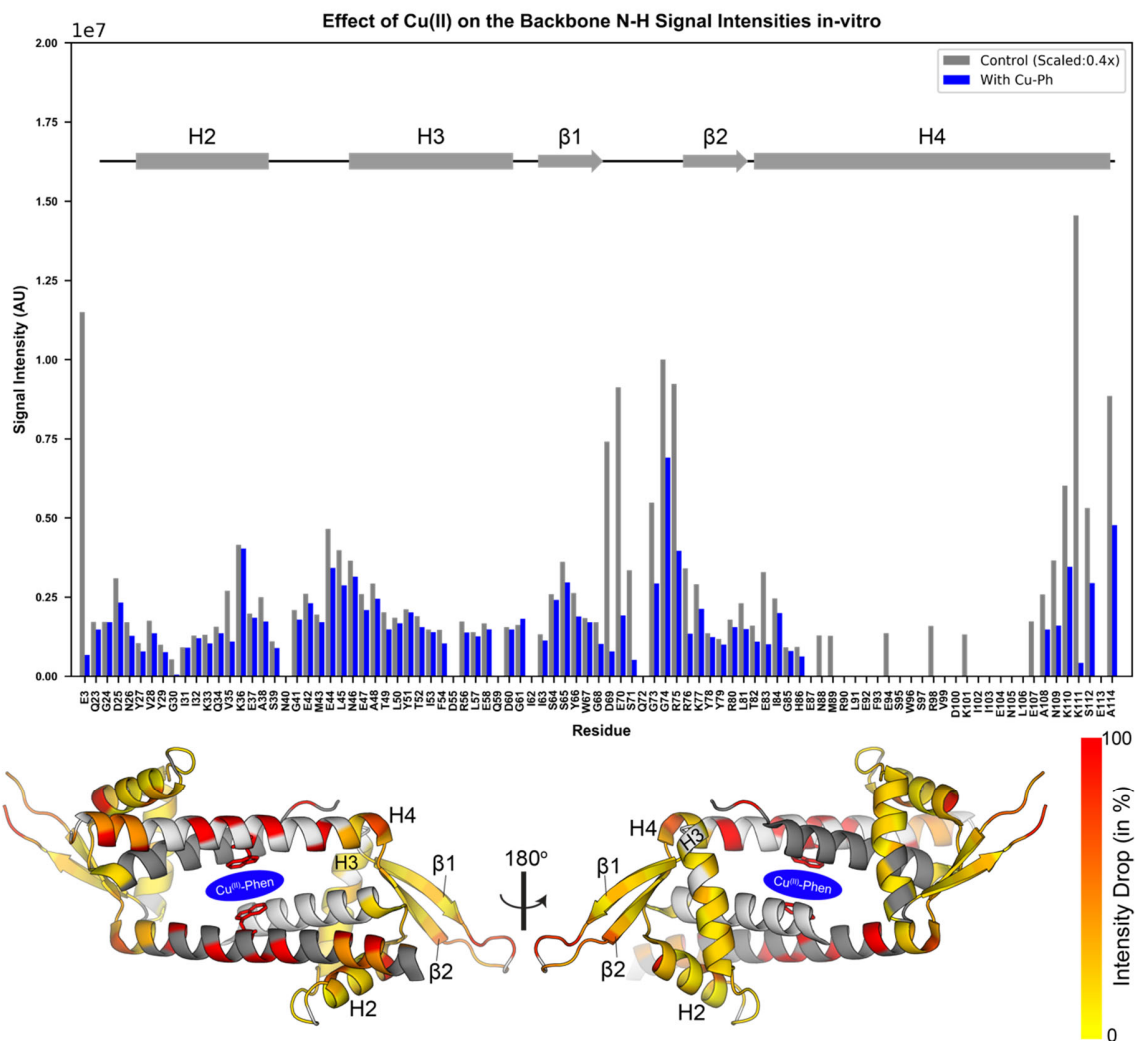 Effect of Cu(II) on the Backbone N-H Signal Intensities in-vitro
1e7
2.00
1.75
1.50
1.25
1.00
0.75
0.50
0.25
0.00
Signal Intensity (AU)
Control (Scaled:0.4x)
With Cu-Ph
H2 H3 β1 β2 H4
E3 Q23 G24 D25 N26 Y27 V28 Y29 G30 I31 I32 K33 Q34 V35 K36 E37 A38 S39 N40 G41 E42 M43 E44 L45 N46 E47 A48 T49 L50 Y51 T52 I53 F54 D55 R56 L57 E58 Q59 D60 G61 I62 I63 S64 S65 Y66 W67 G68 D69 E70 S71 Q72 G73 G74 R75 R76 K77 Y78 Y79 R80 L81 T82 E83 I84 G85 H86 E87 N88 M89 R90 L91 E92 F93 E94 S95 W96 S97 R98 V99 D100 K101 I102 I103 E104 N105 L106 E107 A108 N109 K110 K111 S112 E113 A114
Residue
H4
H3
β1
Cu(II)-Phen
β2
H2
180o
H4
H3
β1
Cu(II)-Phen
β2
H2
100
Intensity Drop (in %)
0